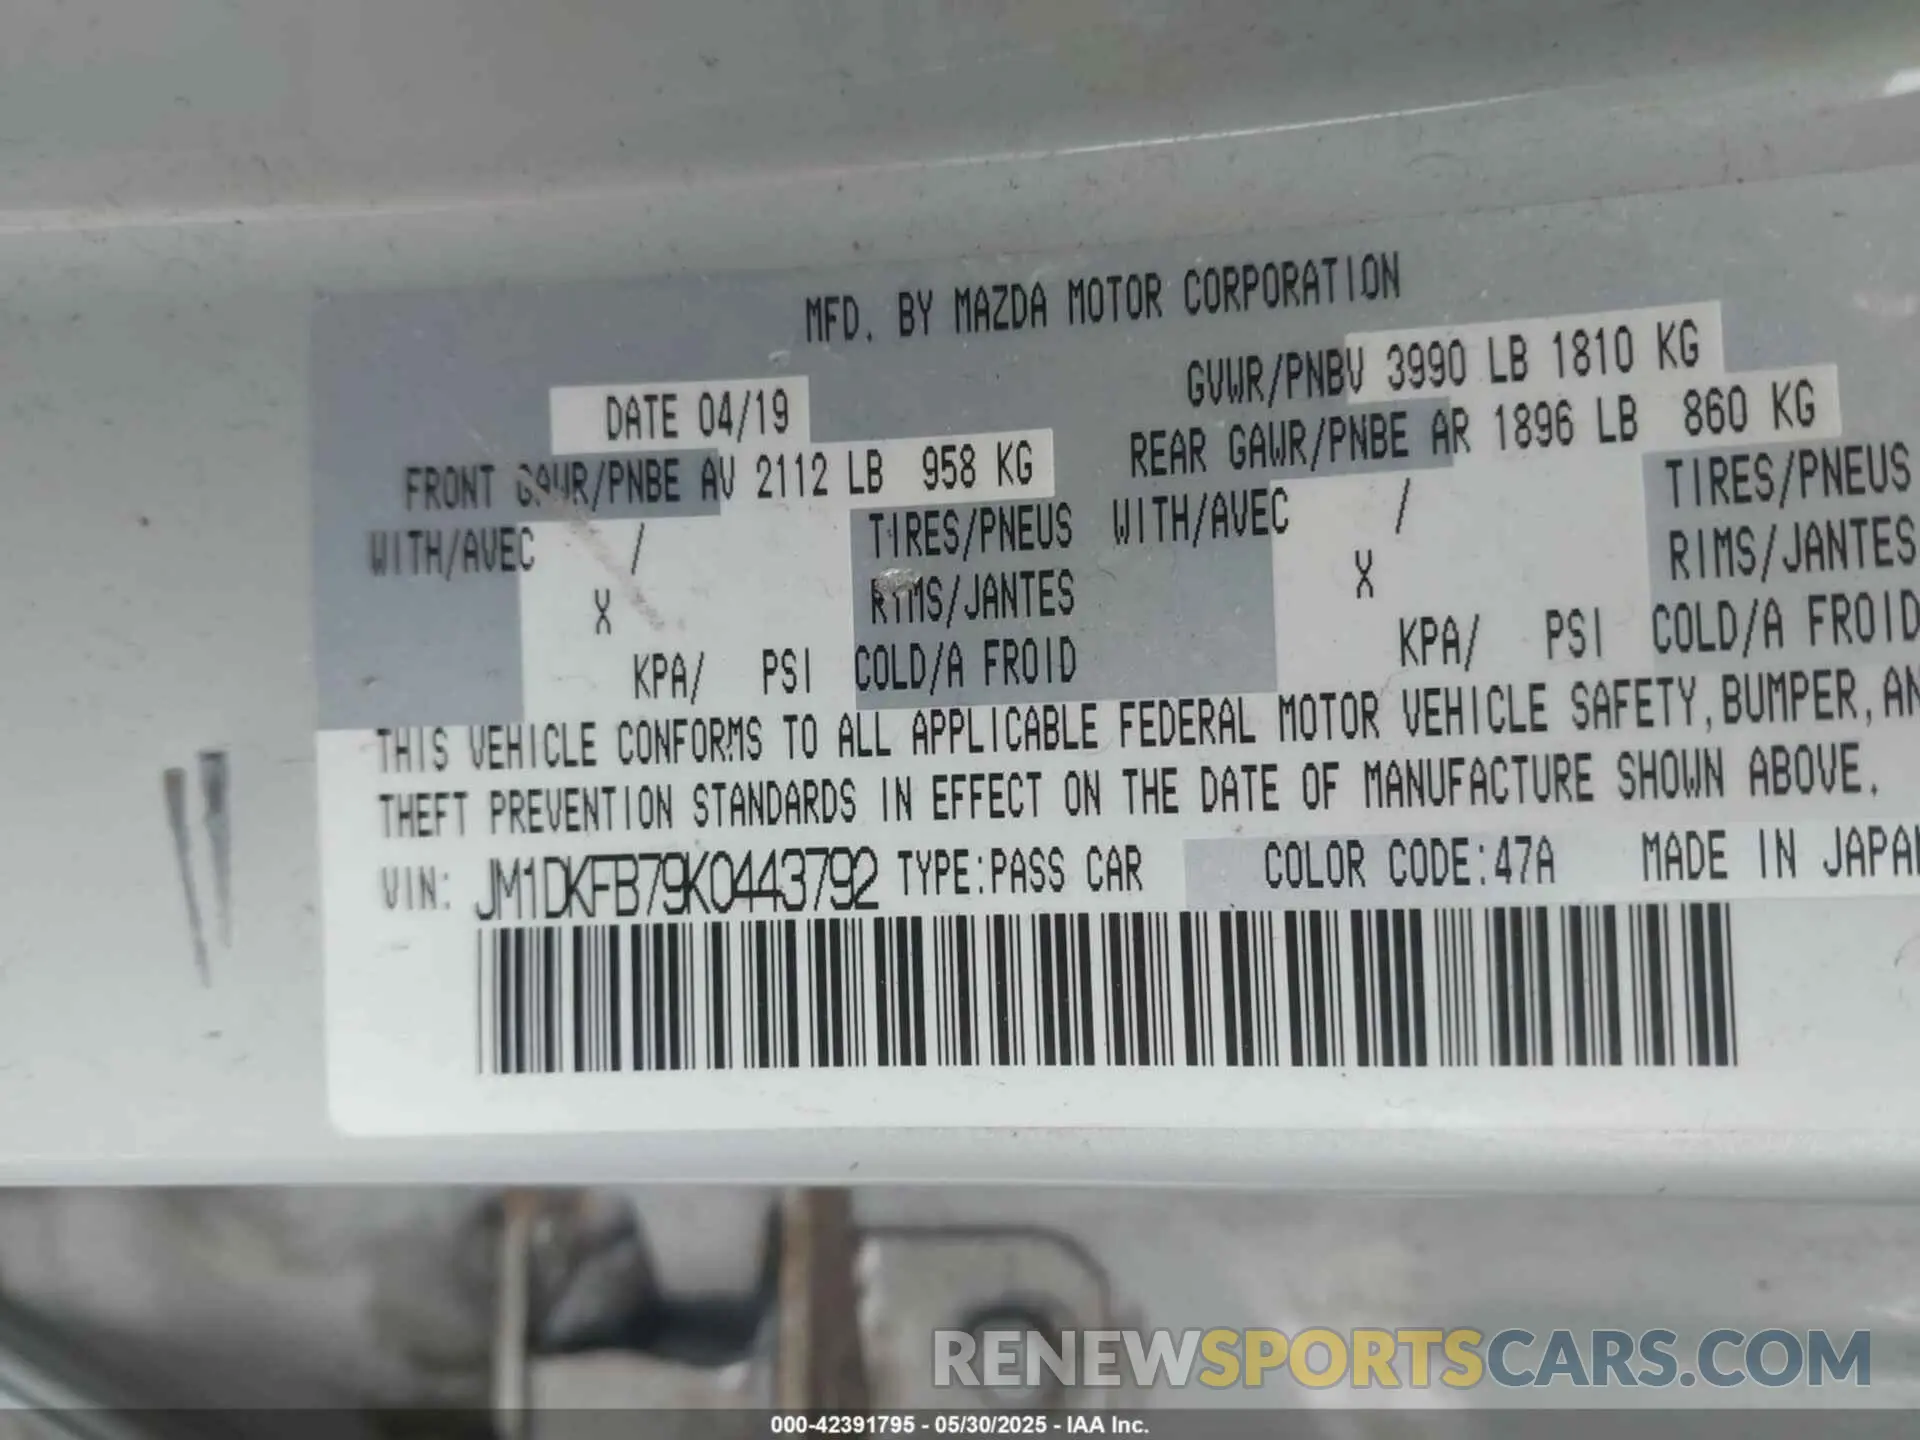 MFD. BY MAZDA MOTOR CORPORATION
DATE 04/19 GVWR/PNBV 3990 LB 1810 KG
FRONT GAWR/PNBE AV 2112 LB 958 KG REAR GAWR/PNBE AR 1896 LB 860 KG
WITH/AVEC / TIRES/PNEUS WITH/AVEC / TIRES/PNEUS
X RIMS/JANTES X RIMS/JANTES
KPA/ PSI COLD/A FROID KPA/ PSI COLD/A FROID
THIS VEHICLE CONFORMS TO ALL APPLICABLE FEDERAL MOTOR VEHICLE SAFETY, BUMPER, AN
THEFT PREVENTION STANDARDS IN EFFECT ON THE DATE OF MANUFACTURE SHOWN ABOVE.
VIN: JM1DKFB79K0443792 TYPE:PASS CAR COLOR CODE:47A MADE IN JAPAN
RENEWSPORTSCARS.COM
000-42391795 - 05/30/2025 - IAA Inc.